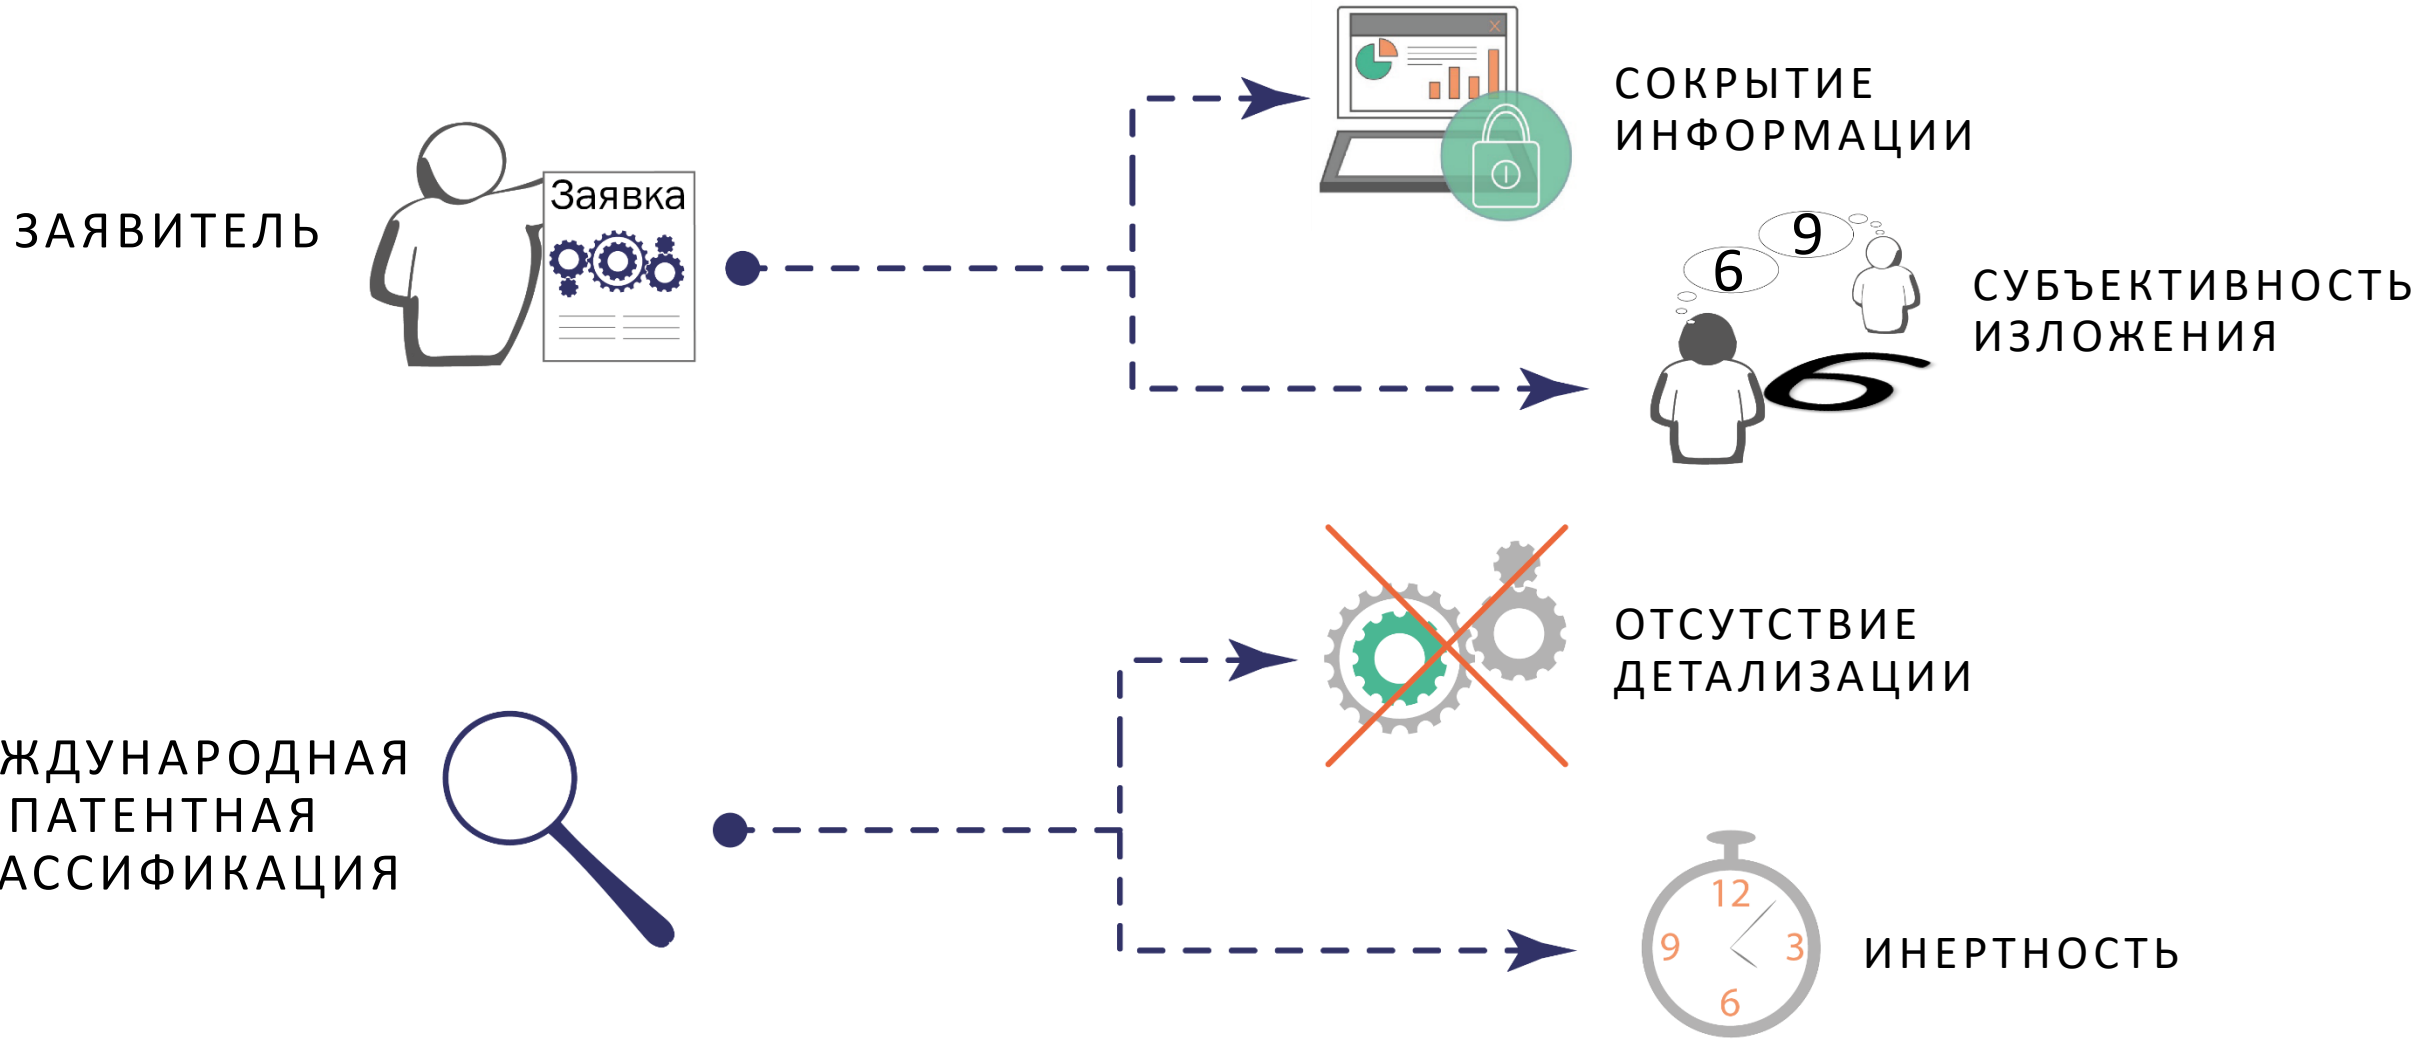 ЗАЯВИТЕЛЬ
Заявка
СОКРЫТИЕ
ИНФОРМАЦИИ
6
9
6
СУБЪЕКТИВНОСТЬ
ИЗЛОЖЕНИЯ
ЖДУНАРОДНАЯ
ПАТЕНТНАЯ
АССИФИКАЦИЯ
ОТСУТСТВИЕ
ДЕТАЛИЗАЦИИ
12
9
3
6
ИНЕРТНОСТЬ